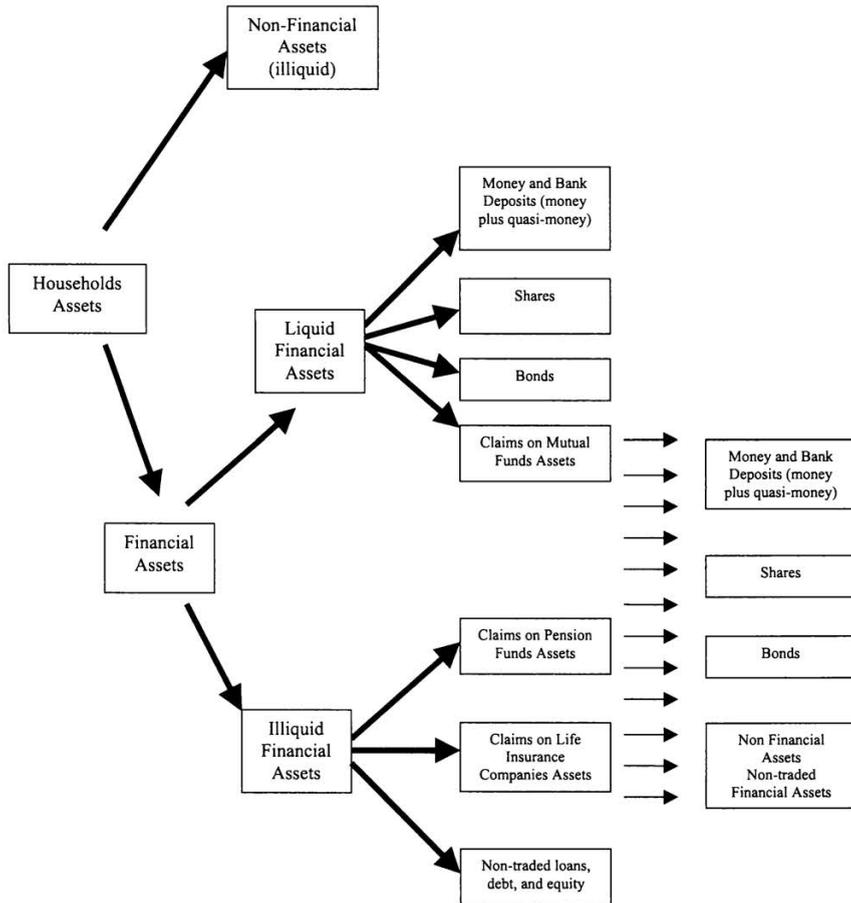 Non-Financial
Assets
(illiquid)
Households
Assets
Financial
Assets
Liquid
Financial
Assets
Illiquid
Financial
Assets
Money and Bank
Deposits (money
plus quasi-money)
Shares
Bonds
Claims on Mutual
Funds Assets
Claims on Pension
Funds Assets
Claims on Life
Insurance
Companies Assets
Non-traded loans,
debt, and equity
Money and Bank
Deposits (money
plus quasi-money)
Shares
Bonds
Non Financial
Assets
Non-traded
Financial Assets